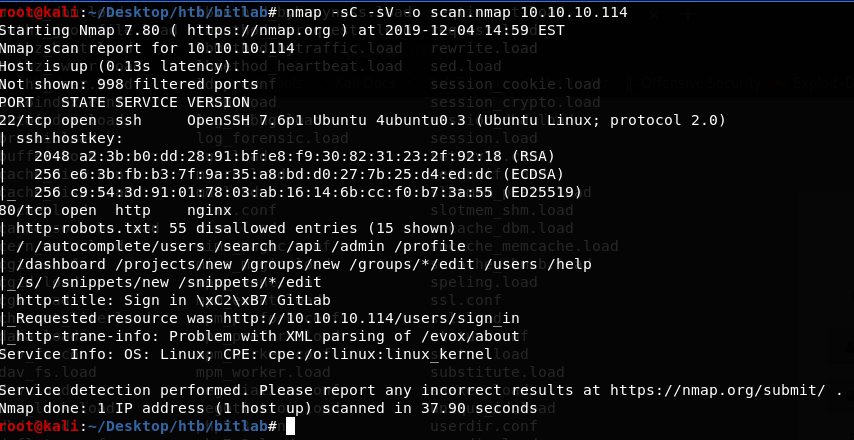 root@kali:~/Desktop/htb/bitlab# nmap -sC -sV -o scan.nmap 10.10.10.114
Starting Nmap 7.80 ( https://nmap.org ) at 2019-12-04 14:59 EST
Nmap scan report for 10.10.10.114
Host is up (0.13s latency).
Not shown: 998 filtered ports
PORT   STATE SERVICE VERSION
22/tcp open  ssh     OpenSSH 7.6p1 Ubuntu 4ubuntu0.3 (Ubuntu Linux; protocol 2.0)
| ssh-hostkey:
|   2048 a2:3b:b0:dd:28:91:bf:e8:f9:30:82:31:23:2f:92:18 (RSA)
|   256 e6:3b:fb:b3:7f:9a:35:a8:bd:d0:27:7b:25:d4:ed:dc (ECDSA)
|_  256 c9:54:3d:91:01:78:03:ab:16:14:6b:cc:f0:b7:3a:55 (ED25519)
80/tcp open  http    nginx
| http-robots.txt: 55 disallowed entries (15 shown)
| / /autocomplete/users /search /api /admin /profile
| /dashboard /projects/new /groups/new /groups/*/edit /users /help
|_/s/ /snippets/new /snippets/*/edit
| http-title: Sign in \xC2\xB7 GitLab
|_Requested resource was http://10.10.10.114/users/sign_in
|_http-trane-info: Problem with XML parsing of /evox/about
Service Info: OS: Linux; CPE: cpe:/o:linux:linux_kernel
Service detection performed. Please report any incorrect results at https://nmap.org/submit/ .
Nmap done: 1 IP address (1 host up) scanned in 37.90 seconds
root@kali:~/Desktop/htb/bitlab#